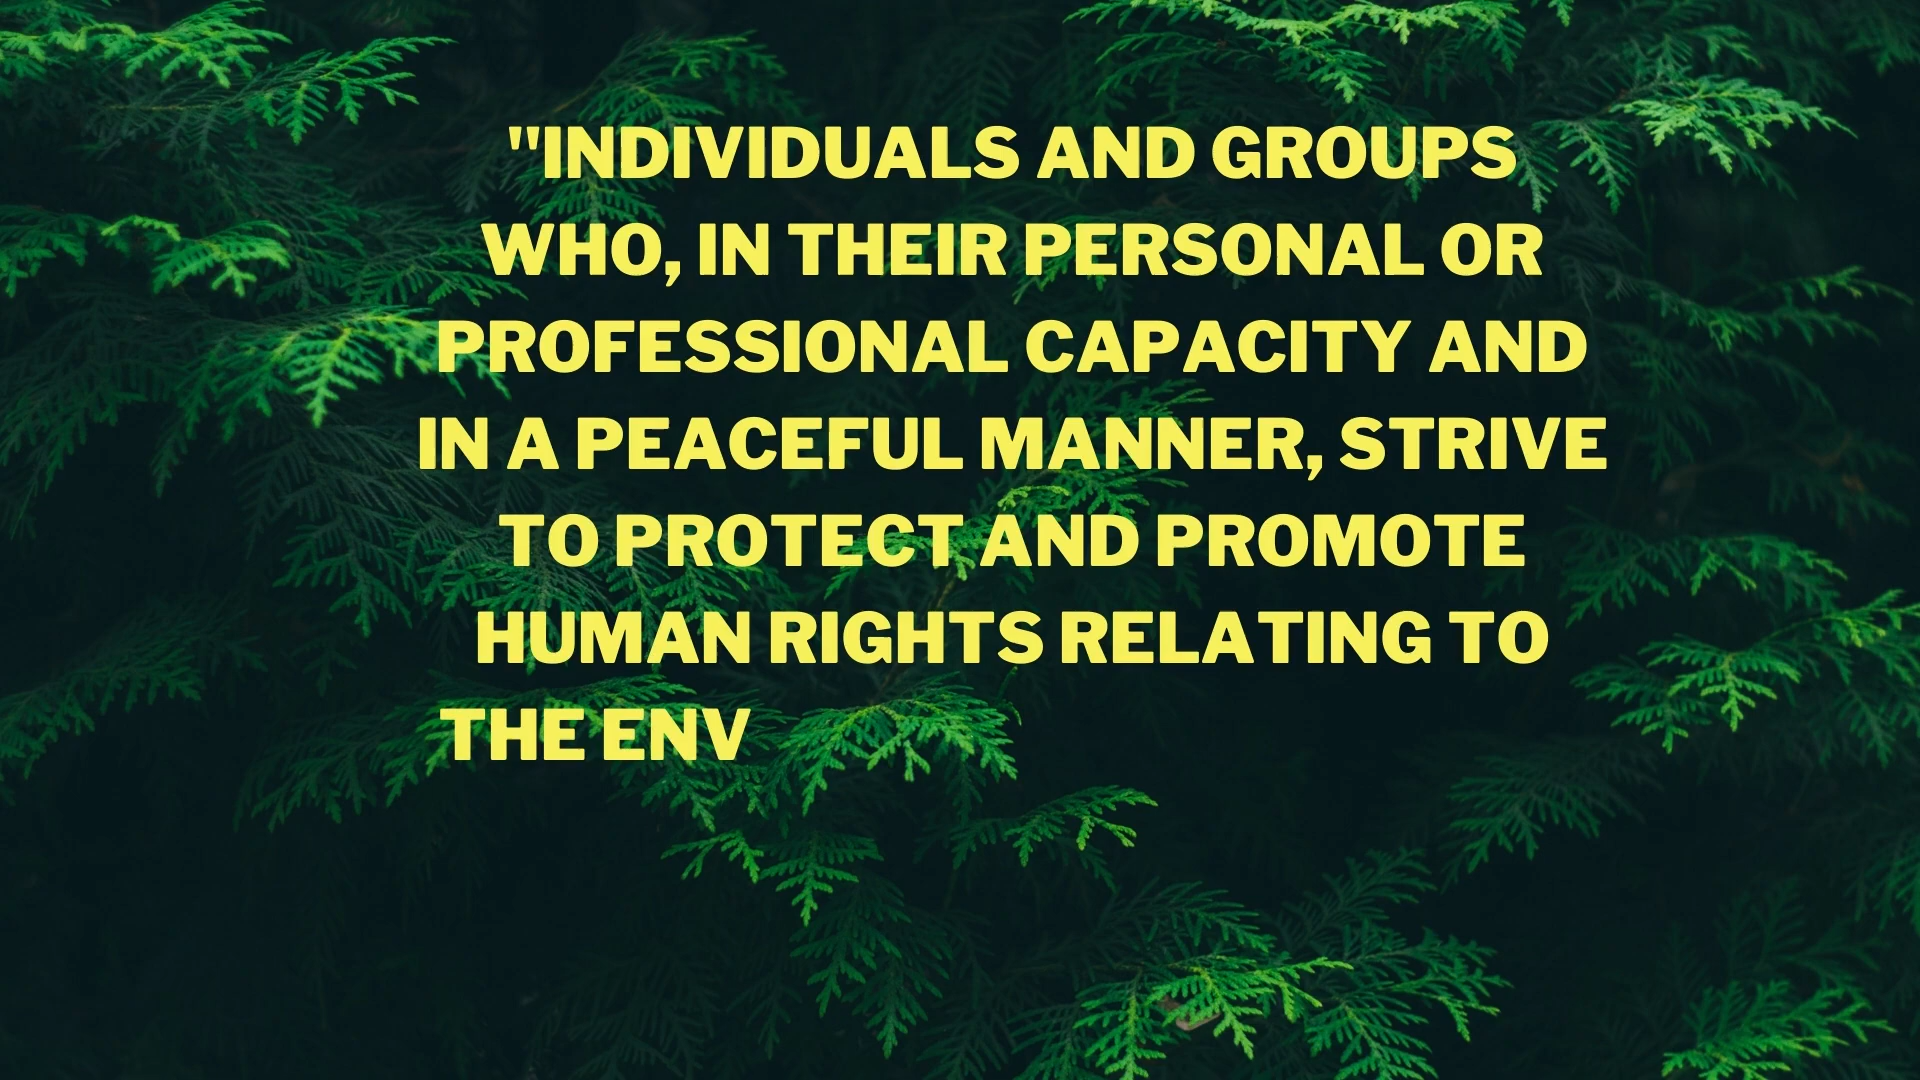 "INDIVIDUALS AND GROUPS
WHO, IN THEIR PERSONAL OR
PROFESSIONAL CAPACITY AND
IN A PEACEFUL MANNER, STRIVE
TO PROTECT AND PROMOTE
HUMAN RIGHTS RELATING TO
THE ENV